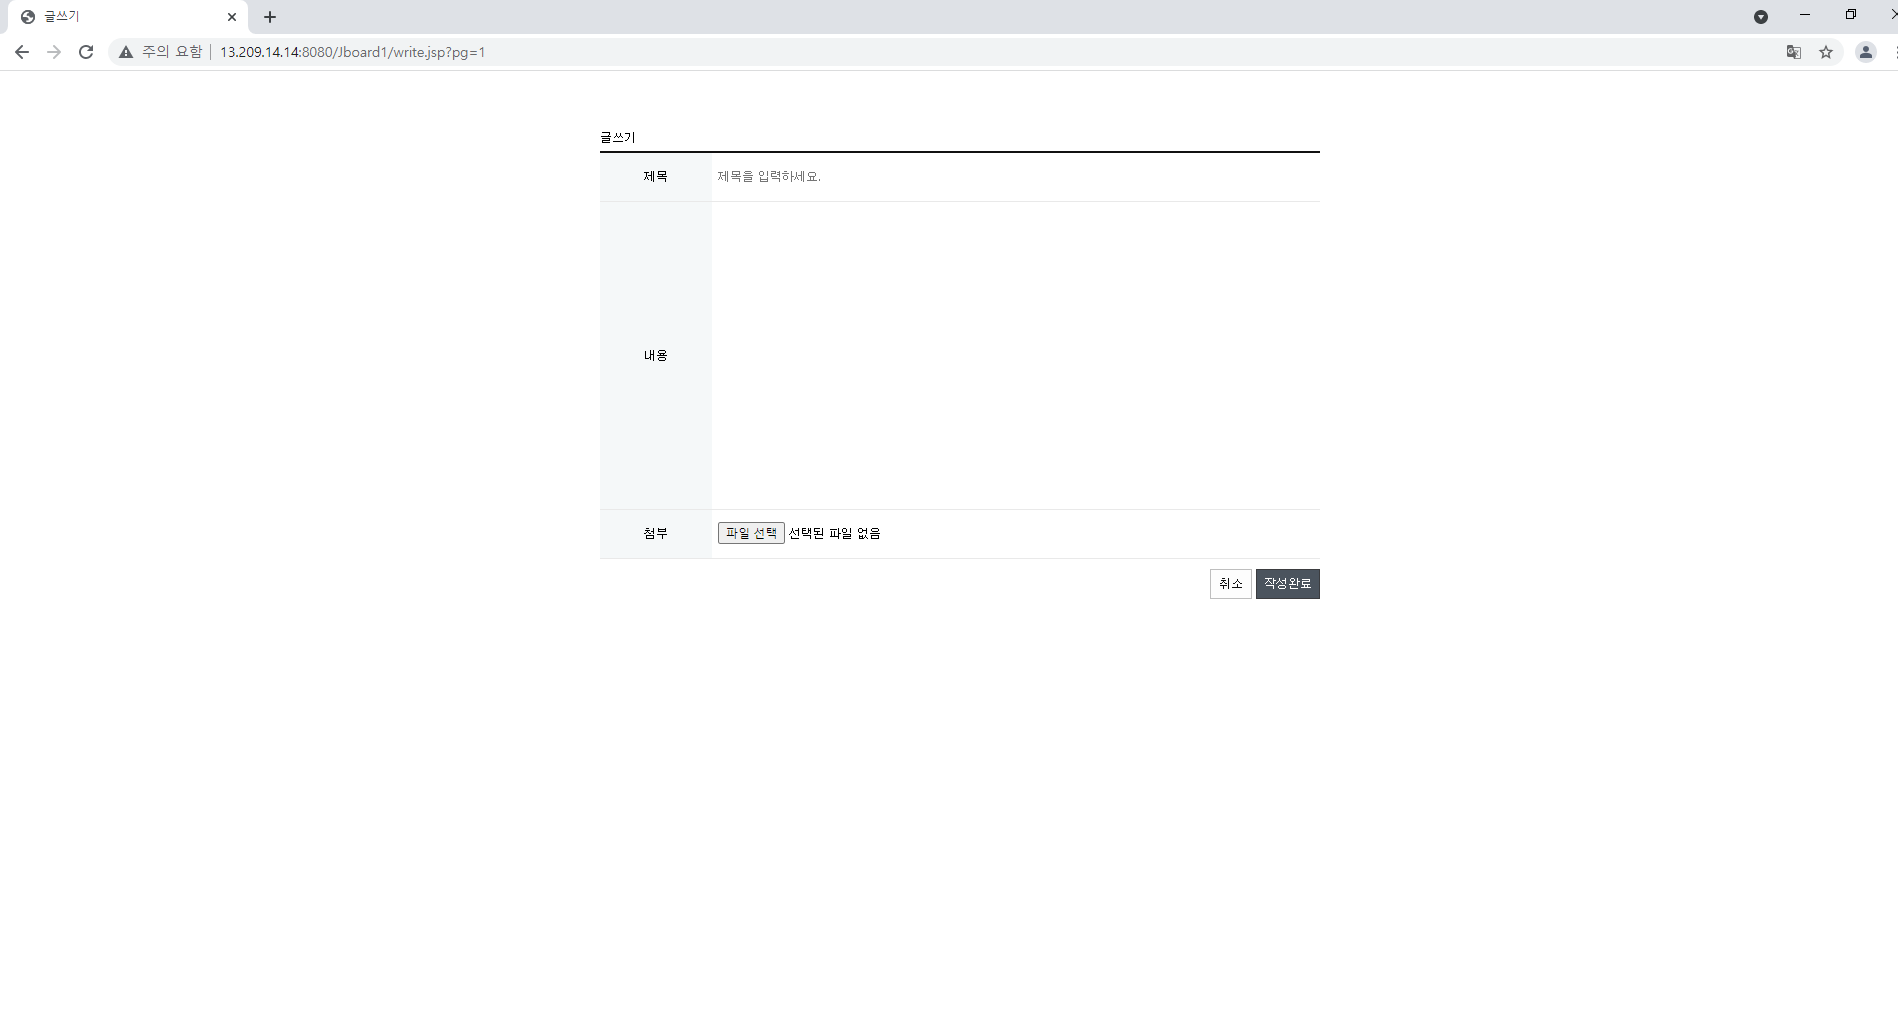 글쓰기
주의 요함 | 13.209.14.14:8080/Jboard1/write.jsp?pg=1
글쓰기
제목 제목을 입력하세요.
내용
첨부 파일 선택 선택된 파일 없음
취소 작성완료